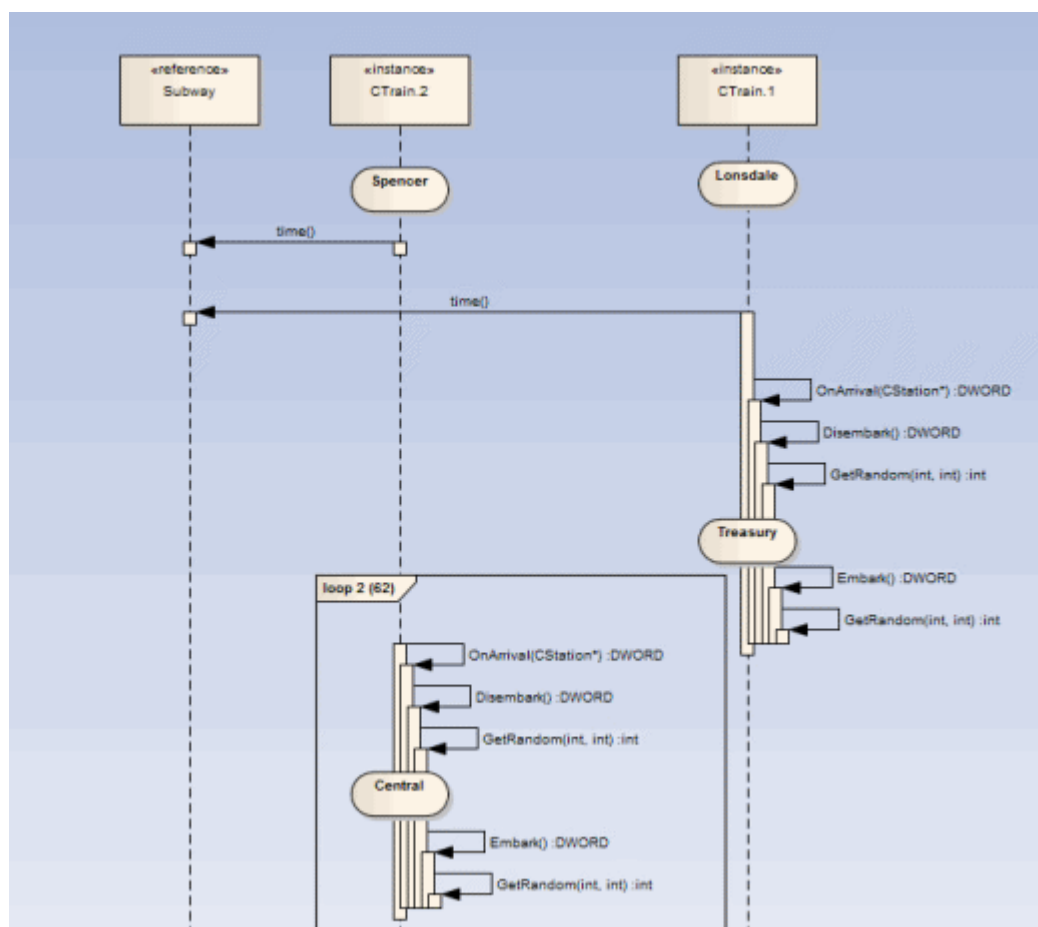 «reference»
Subway
«instance»
CTrain.2
«instance»
CTrain.1
Spencer
Lonsdale
time()
time()
OnArrival(CStation*) :DWORD
Disembark() :DWORD
GetRandom(int, int) :int
Treasury
Embark() :DWORD
GetRandom(int, int) :int
loop 2 (62)
OnArrival(CStation*) :DWORD
Disembark() :DWORD
GetRandom(int, int) :int
Central
Embark() :DWORD
GetRandom(int, int) :int